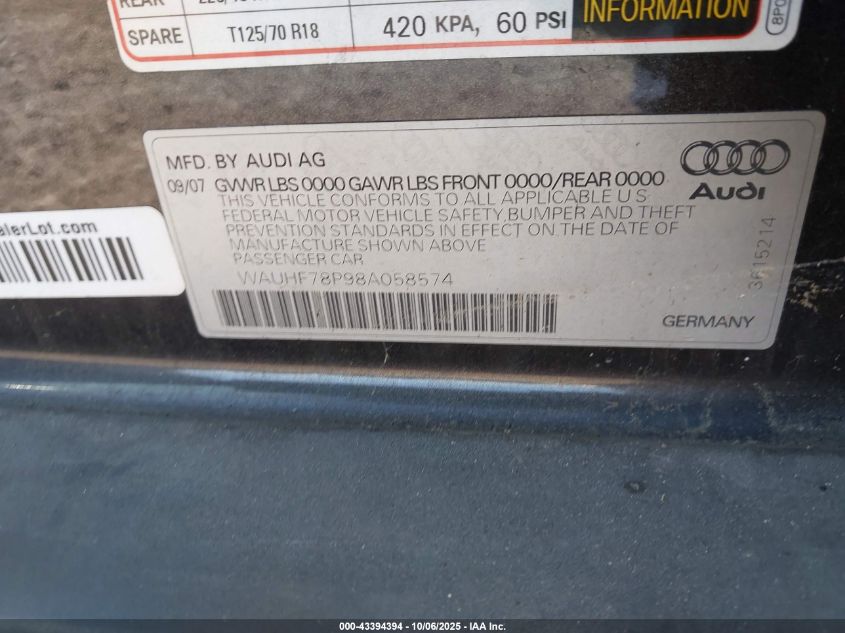 REAR
SPARE T125/70 R18 420 KPA, 60 PSI
INFORMATION
8P0
MFD. BY AUDI AG
09/07 GVWR LBS 0000 GAWR LBS FRONT 0000/REAR 0000
THIS VEHICLE CONFORMS TO ALL APPLICABLE U S
FEDERAL MOTOR VEHICLE SAFETY,BUMPER AND THEFT
PREVENTION STANDARDS IN EFFECT ON THE DATE OF
MANUFACTURE SHOWN ABOVE
PASSENGER CAR
WAUHF78P98A058574
Audi
3615214
GERMANY
alerLot.com
000-43394394 - 10/06/2025 - IAA Inc.